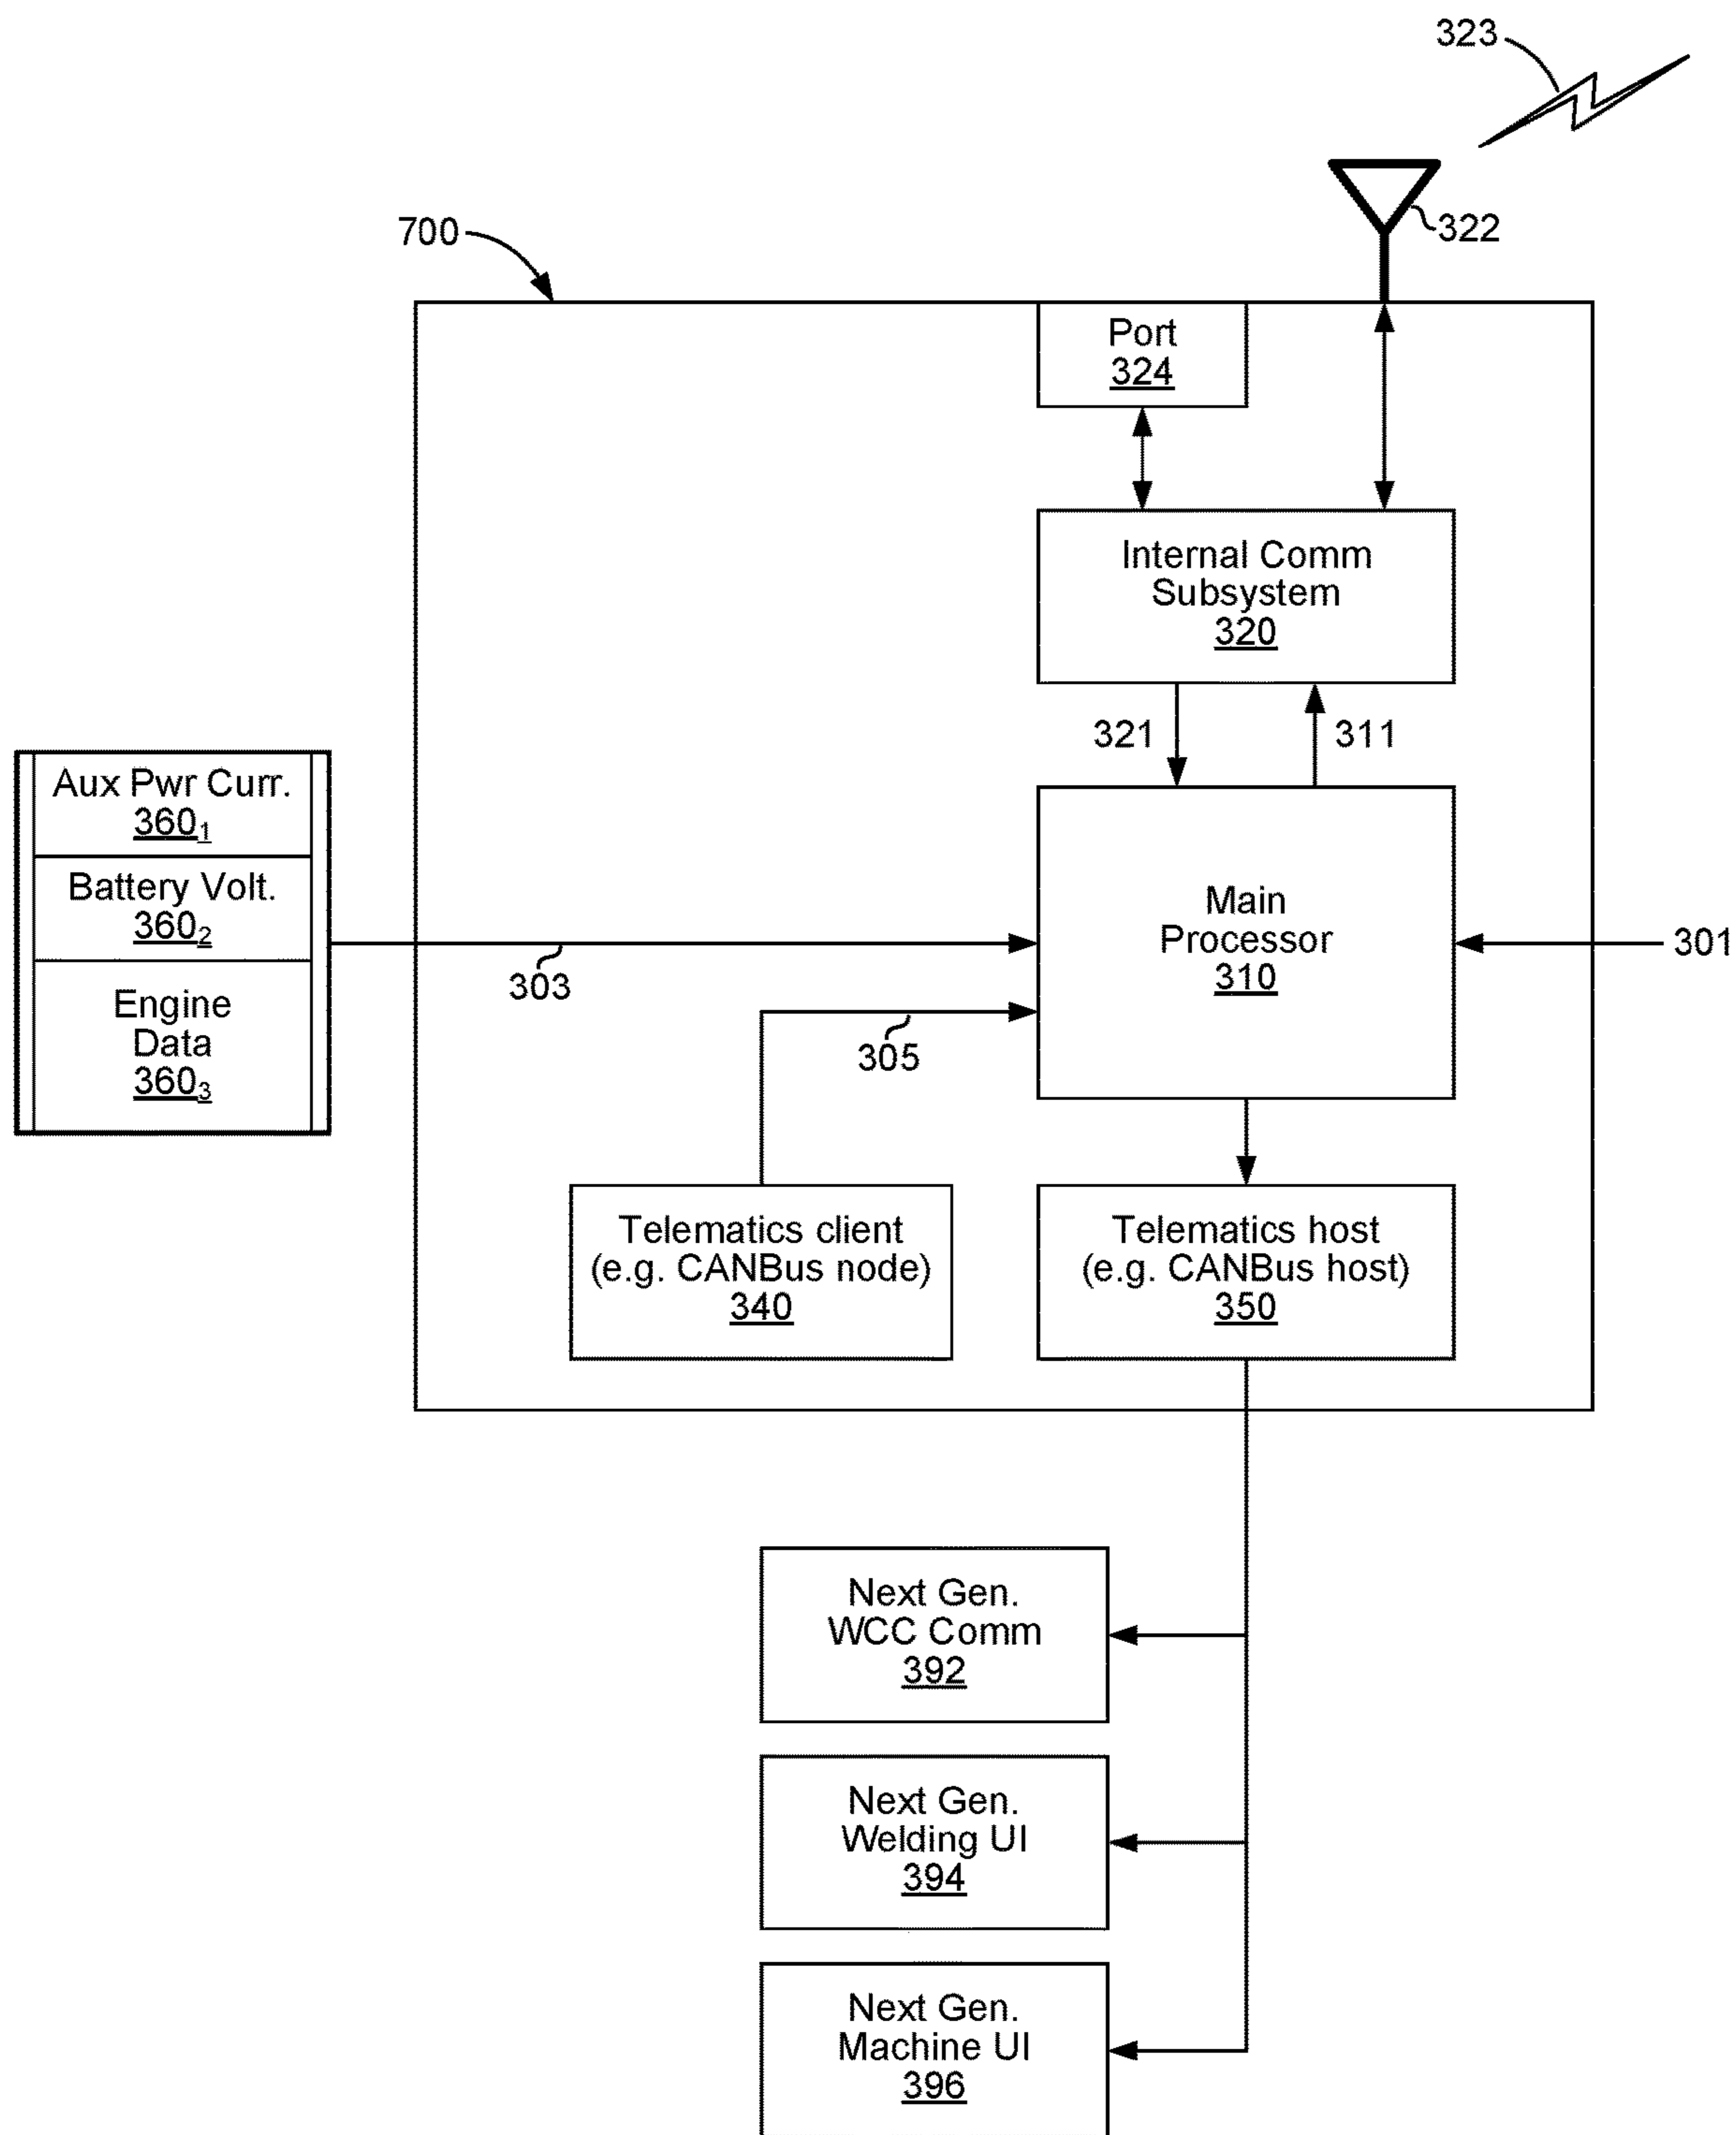 323
322
700
Port
324
Internal Comm
Subsystem
320
321
311
Aux Pwr Curr.
360₁
Battery Volt.
360₂
Engine
Data
360₃
Main
Processor
310
301
303
305
Telematics client
(e.g. CANBus node)
340
Telematics host
(e.g. CANBus host)
350
Next Gen.
WCC Comm
392
Next Gen.
Welding UI
394
Next Gen.
Machine UI
396